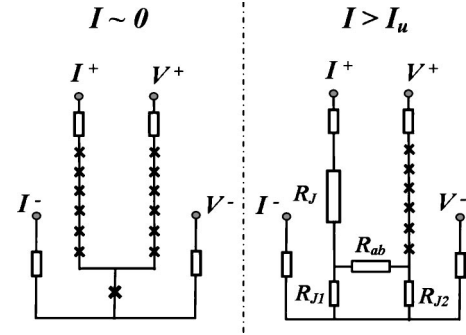 I ~ 0
I > I_u
I⁺ V⁺
I⁺ V⁺
I⁻ V⁻
I⁻ R_J V⁻
R_ab
R_J1 R_J2